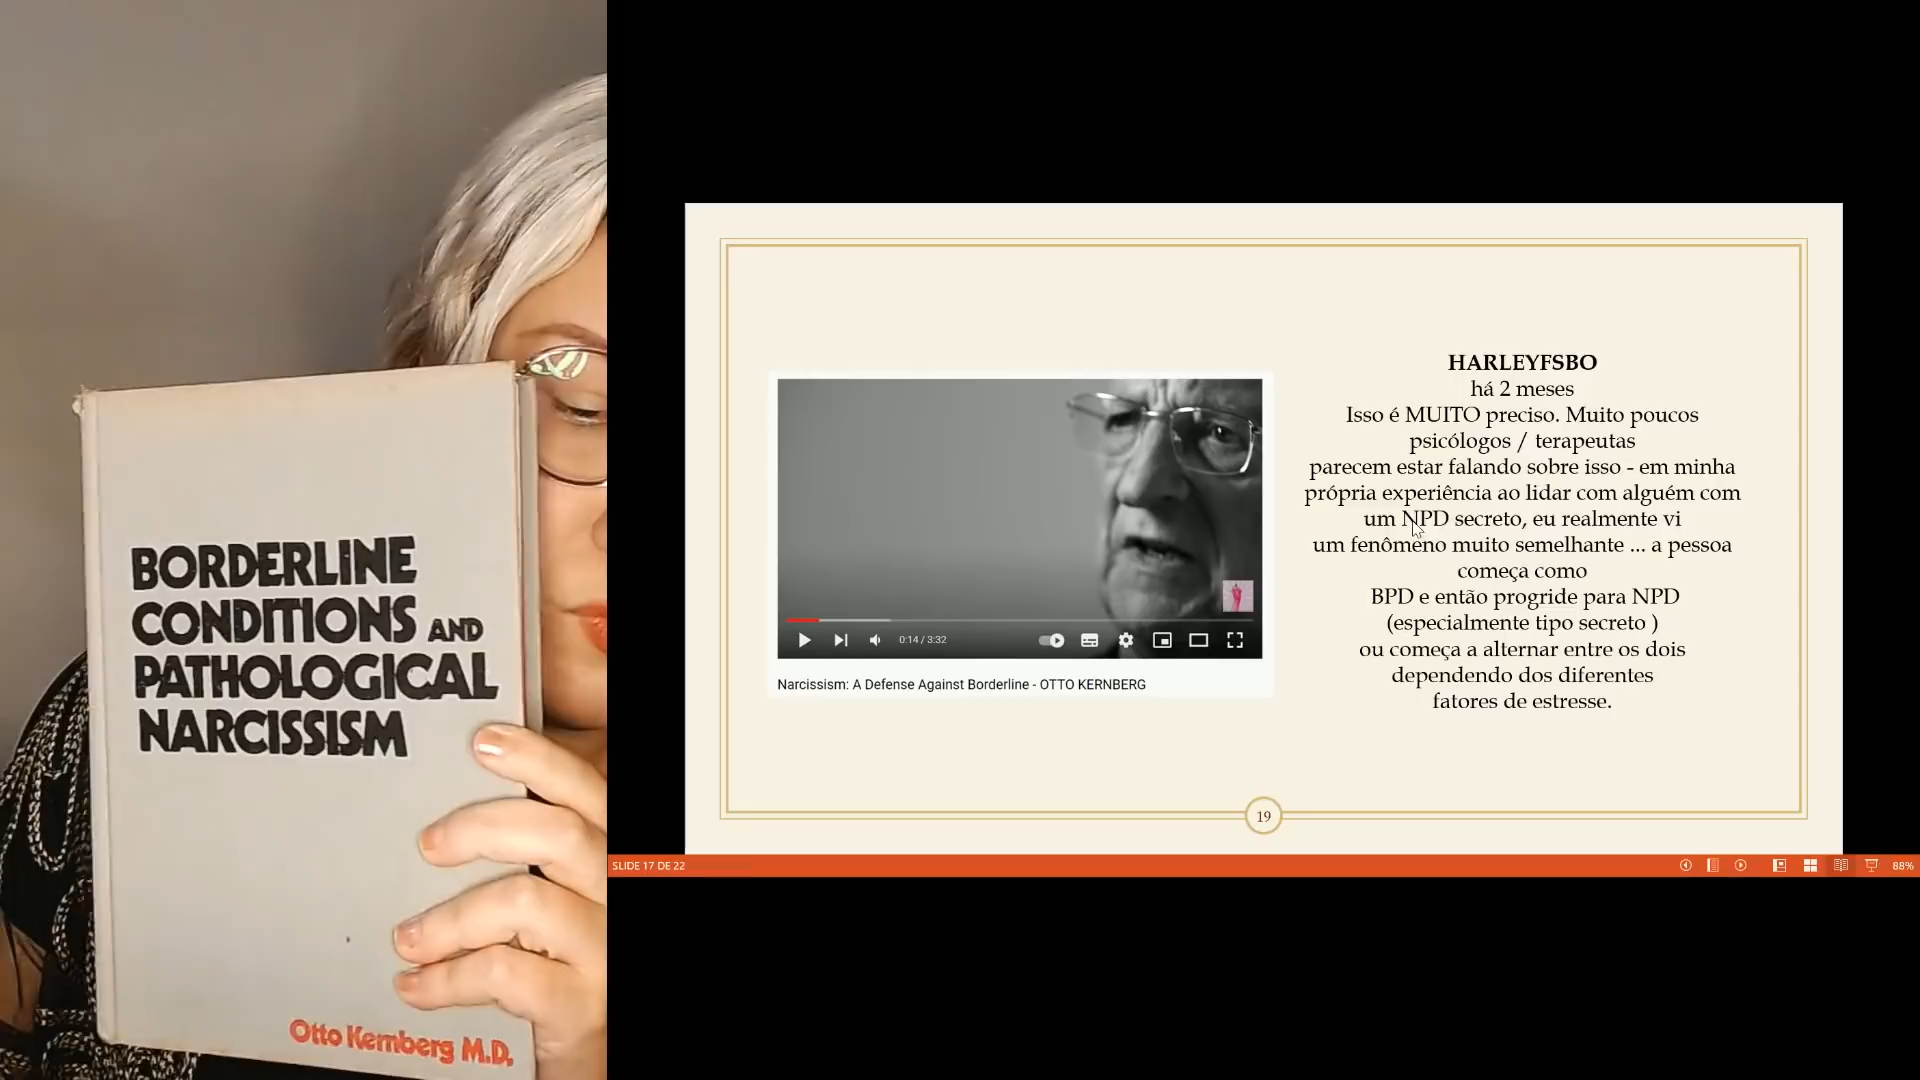 BORDERLINE
CONDITIONS AND
PATHOLOGICAL
NARCISSISM
Otto Kernberg M.D.
0:14 / 3:32
Narcissism: A Defense Against Borderline - OTTO KERNBERG
HARLEYFSBO
há 2 meses
Isso é MUITO preciso. Muito poucos
psicólogos / terapeutas
parecem estar falando sobre isso - em minha
própria experiência ao lidar com alguém com
um NPD secreto, eu realmente vi
um fenômeno muito semelhante ... a pessoa
começa como
BPD e então progride para NPD
(especialmente tipo secreto )
ou começa a alternar entre os dois
dependendo dos diferentes
fatores de estresse.
19
SLIDE 17 DE 22
88%